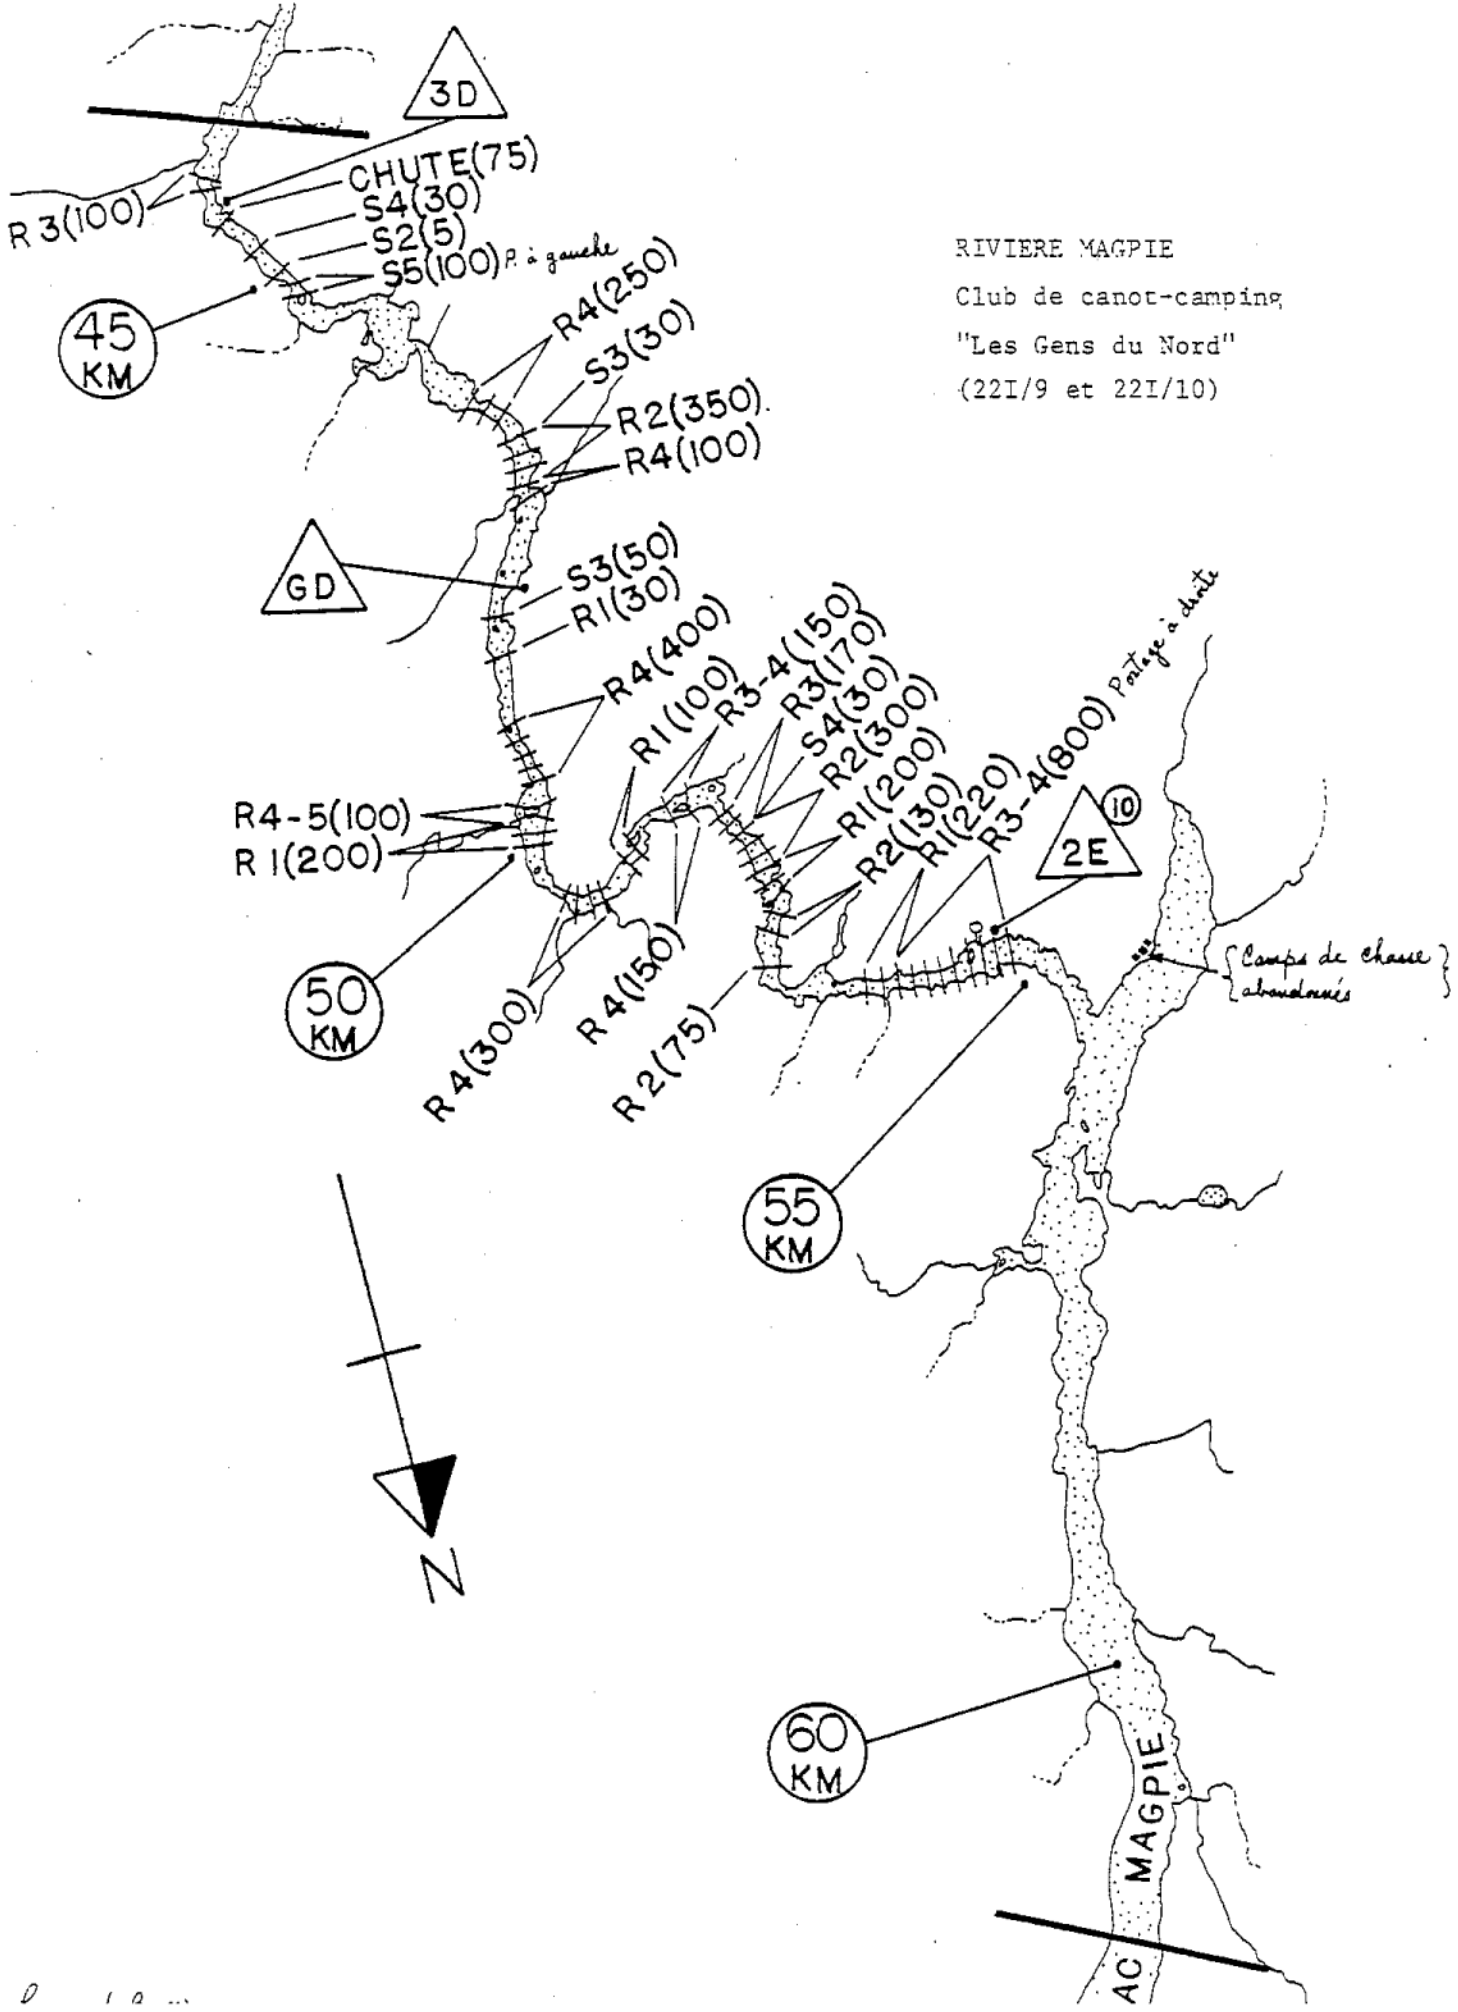 3D
CHUTE(75)
S4(30)
S2(5)
S5(100) P. à gauche
R3(100)
45
KM
RIVIERE MAGPIE
Club de canot-camping
"Les Gens du Nord"
(22I/9 et 22I/10)
R4(250)
S3(30)
R2(350).
R4(100)
GD
S3(50)
R1(30)
R4(400)
R1(100)
R3-4(150)
R3(170)
S4(30)
R2(300)
R1(200)
R2(130)
R1(220)
R3-4(800) Portage à droite
R4-5(100)
R1(200)
10
2E
50
KM
R4(300)
R4(150)
R2(75)
Camps de chasse
abandonnés
55
KM
N
60
KM
AC MAGPIE